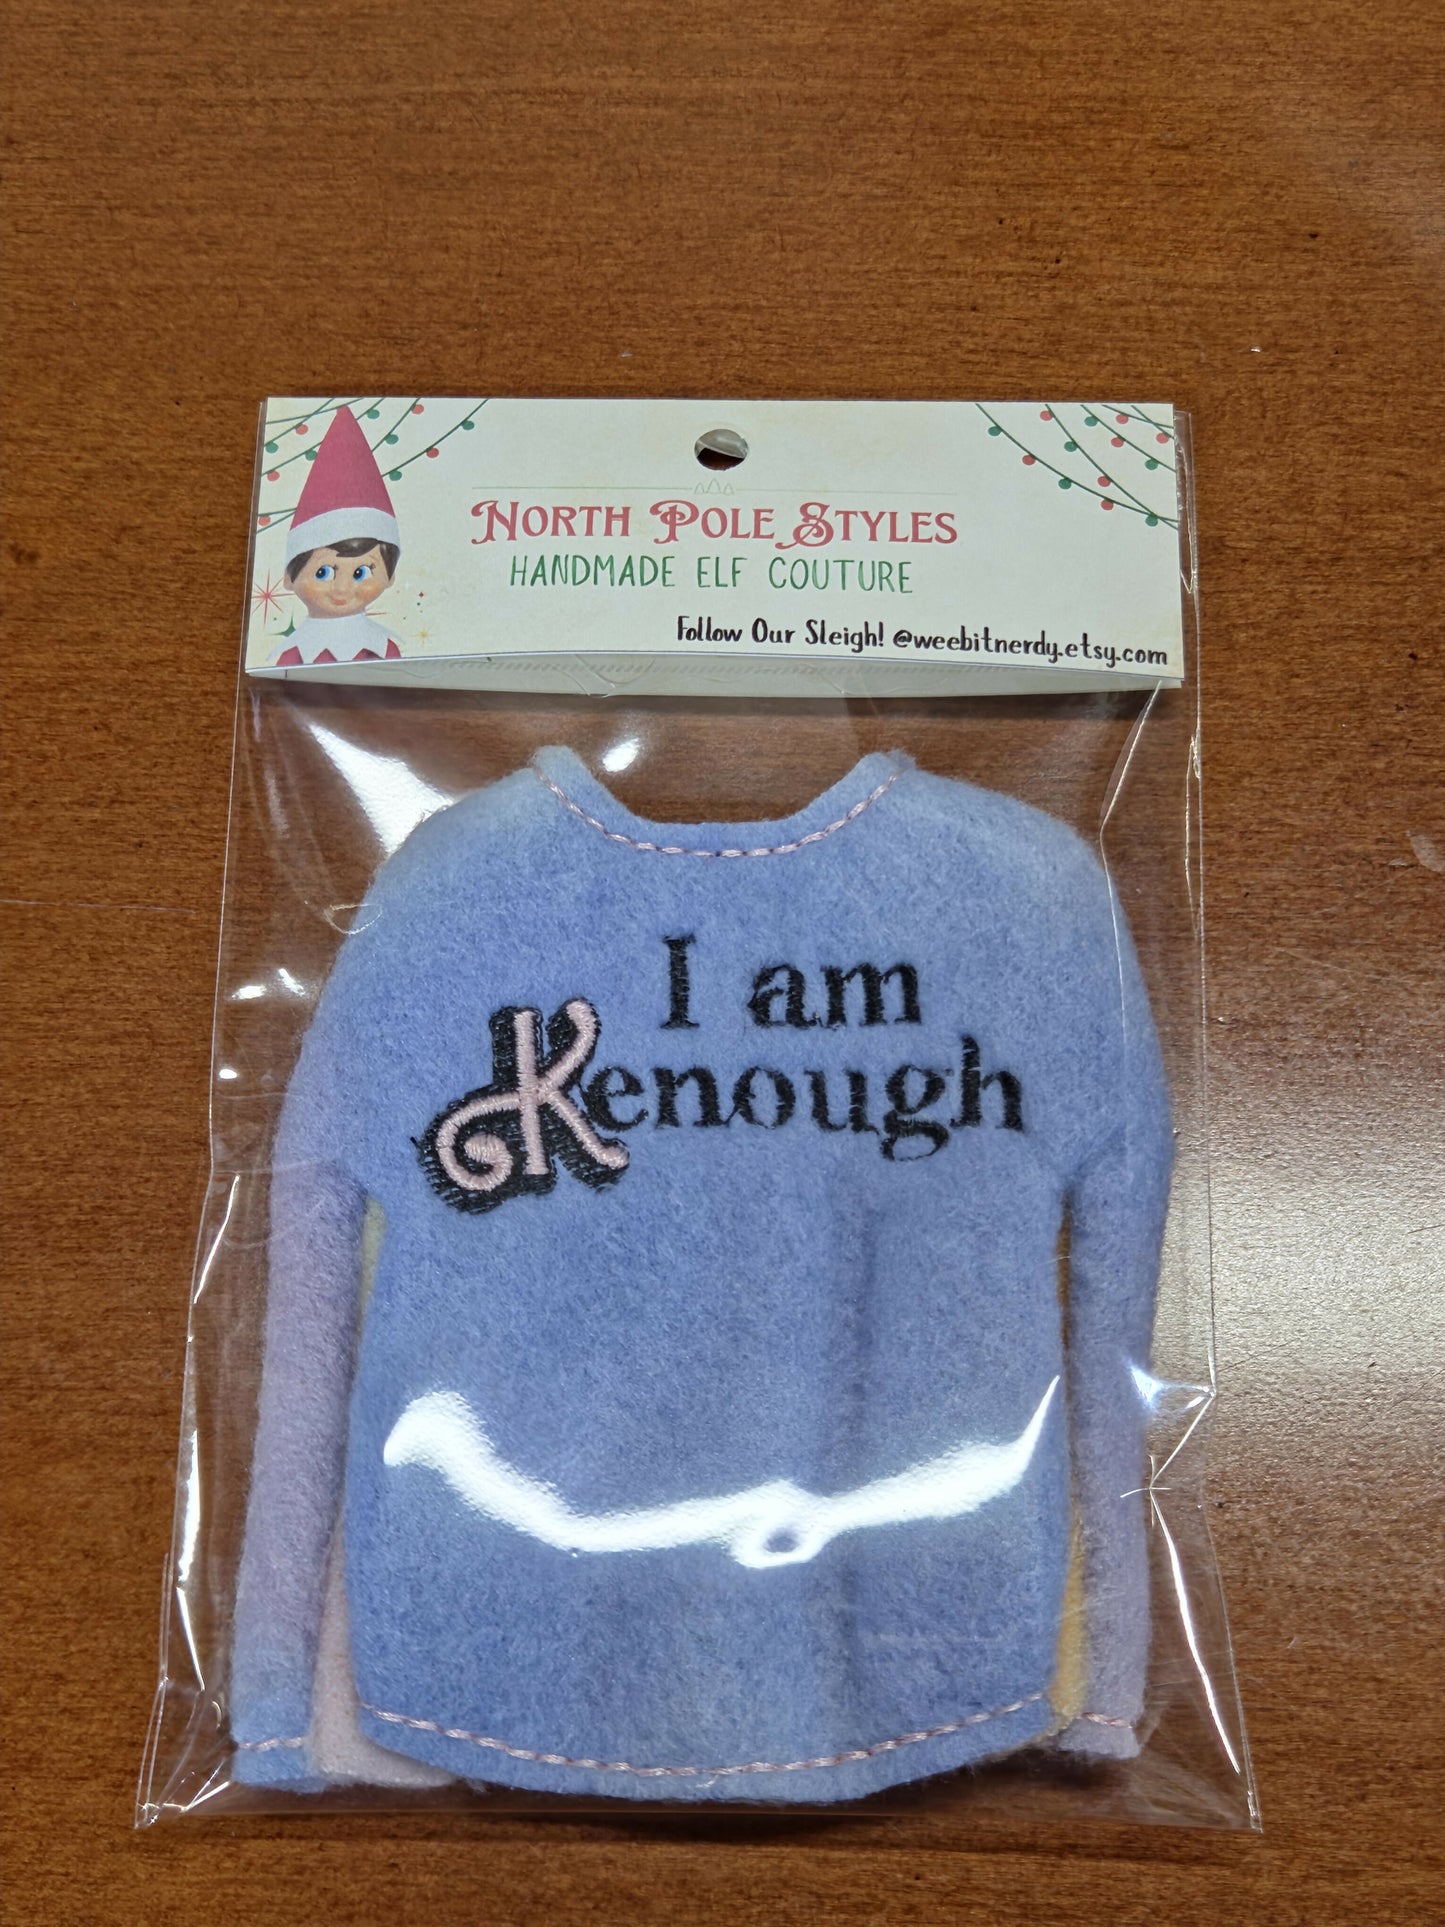 North Pole Styles
HANDMADE ELF COUTURE
Follow Our Sleigh! @weebitnerdy.etsy.com
I am
Kenough